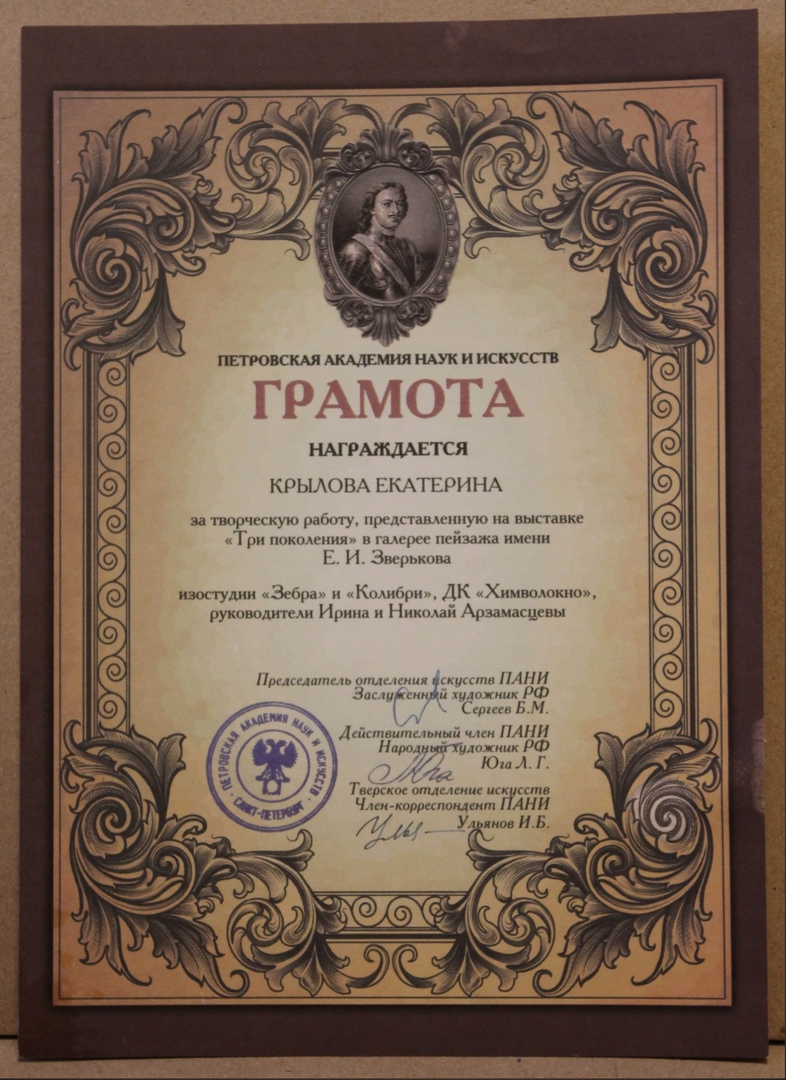 ПЕТРОВСКАЯ АКАДЕМИЯ НАУК И ИСКУССТВ
ГРАМОТА
НАГРАЖДАЕТСЯ
КРЫЛОВА ЕКАТЕРИНА
за творческую работу, представленную на выставке
«Три поколения» в галерее пейзажа имени
Е. И. Зверькова
изостудии «Зебра» и «Колибри», ДК «Химволокно»,
руководители Ирина и Николай Арзамасцевы
Председатель отделения искусств ПАНИ
Заслуженный художник РФ
Сергеев Б.М.
Действительный член ПАНИ
Народный художник РФ
Юга Л. Г.
Юга
Тверское отделение искусств
Член-корреспондент ПАНИ
Ульянов И.Б.
ПЕТРОВСКАЯ АКАДЕМИЯ НАУК И ИСКУССТВ
САНКТ-ПЕТЕРБУРГ